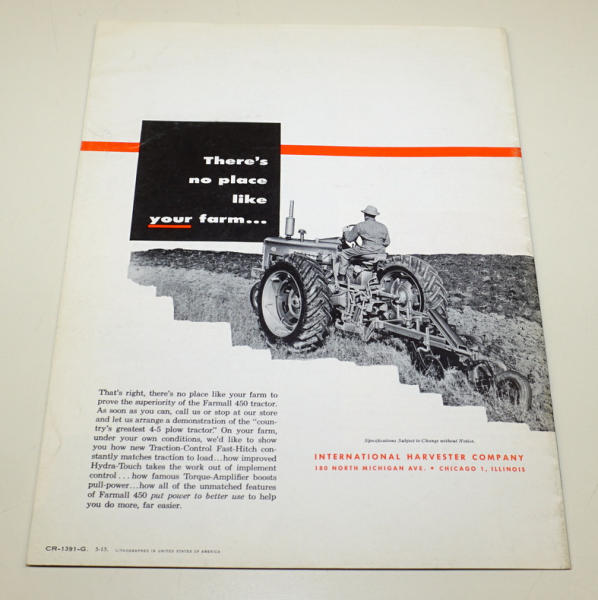 There's
no place
like
your farm...
That's right, there's no place like your farm to
prove the superiority of the Farmall 450 tractor.
As soon as you can, call us or stop at our store
and let us arrange a demonstration of the "coun-
try's greatest 4-5 plow tractor." On your farm,
under your own conditions, we'd like to show
you how new Traction-Control Fast-Hitch con-
stantly matches traction to load...how improved
Hydra-Touch takes the work out of implement
control...how famous Torque-Amplifier boosts
pull-power...how all of the unmatched features
of Farmall 450 put power to better use to help
you do more, far easier.
Specifications Subject to Change without Notice.
INTERNATIONAL HARVESTER COMPANY
180 NORTH MICHIGAN AVE. • CHICAGO 1, ILLINOIS
CR-1391-G. 5-15. LITHOGRAPHED IN UNITED STATES OF AMERICA